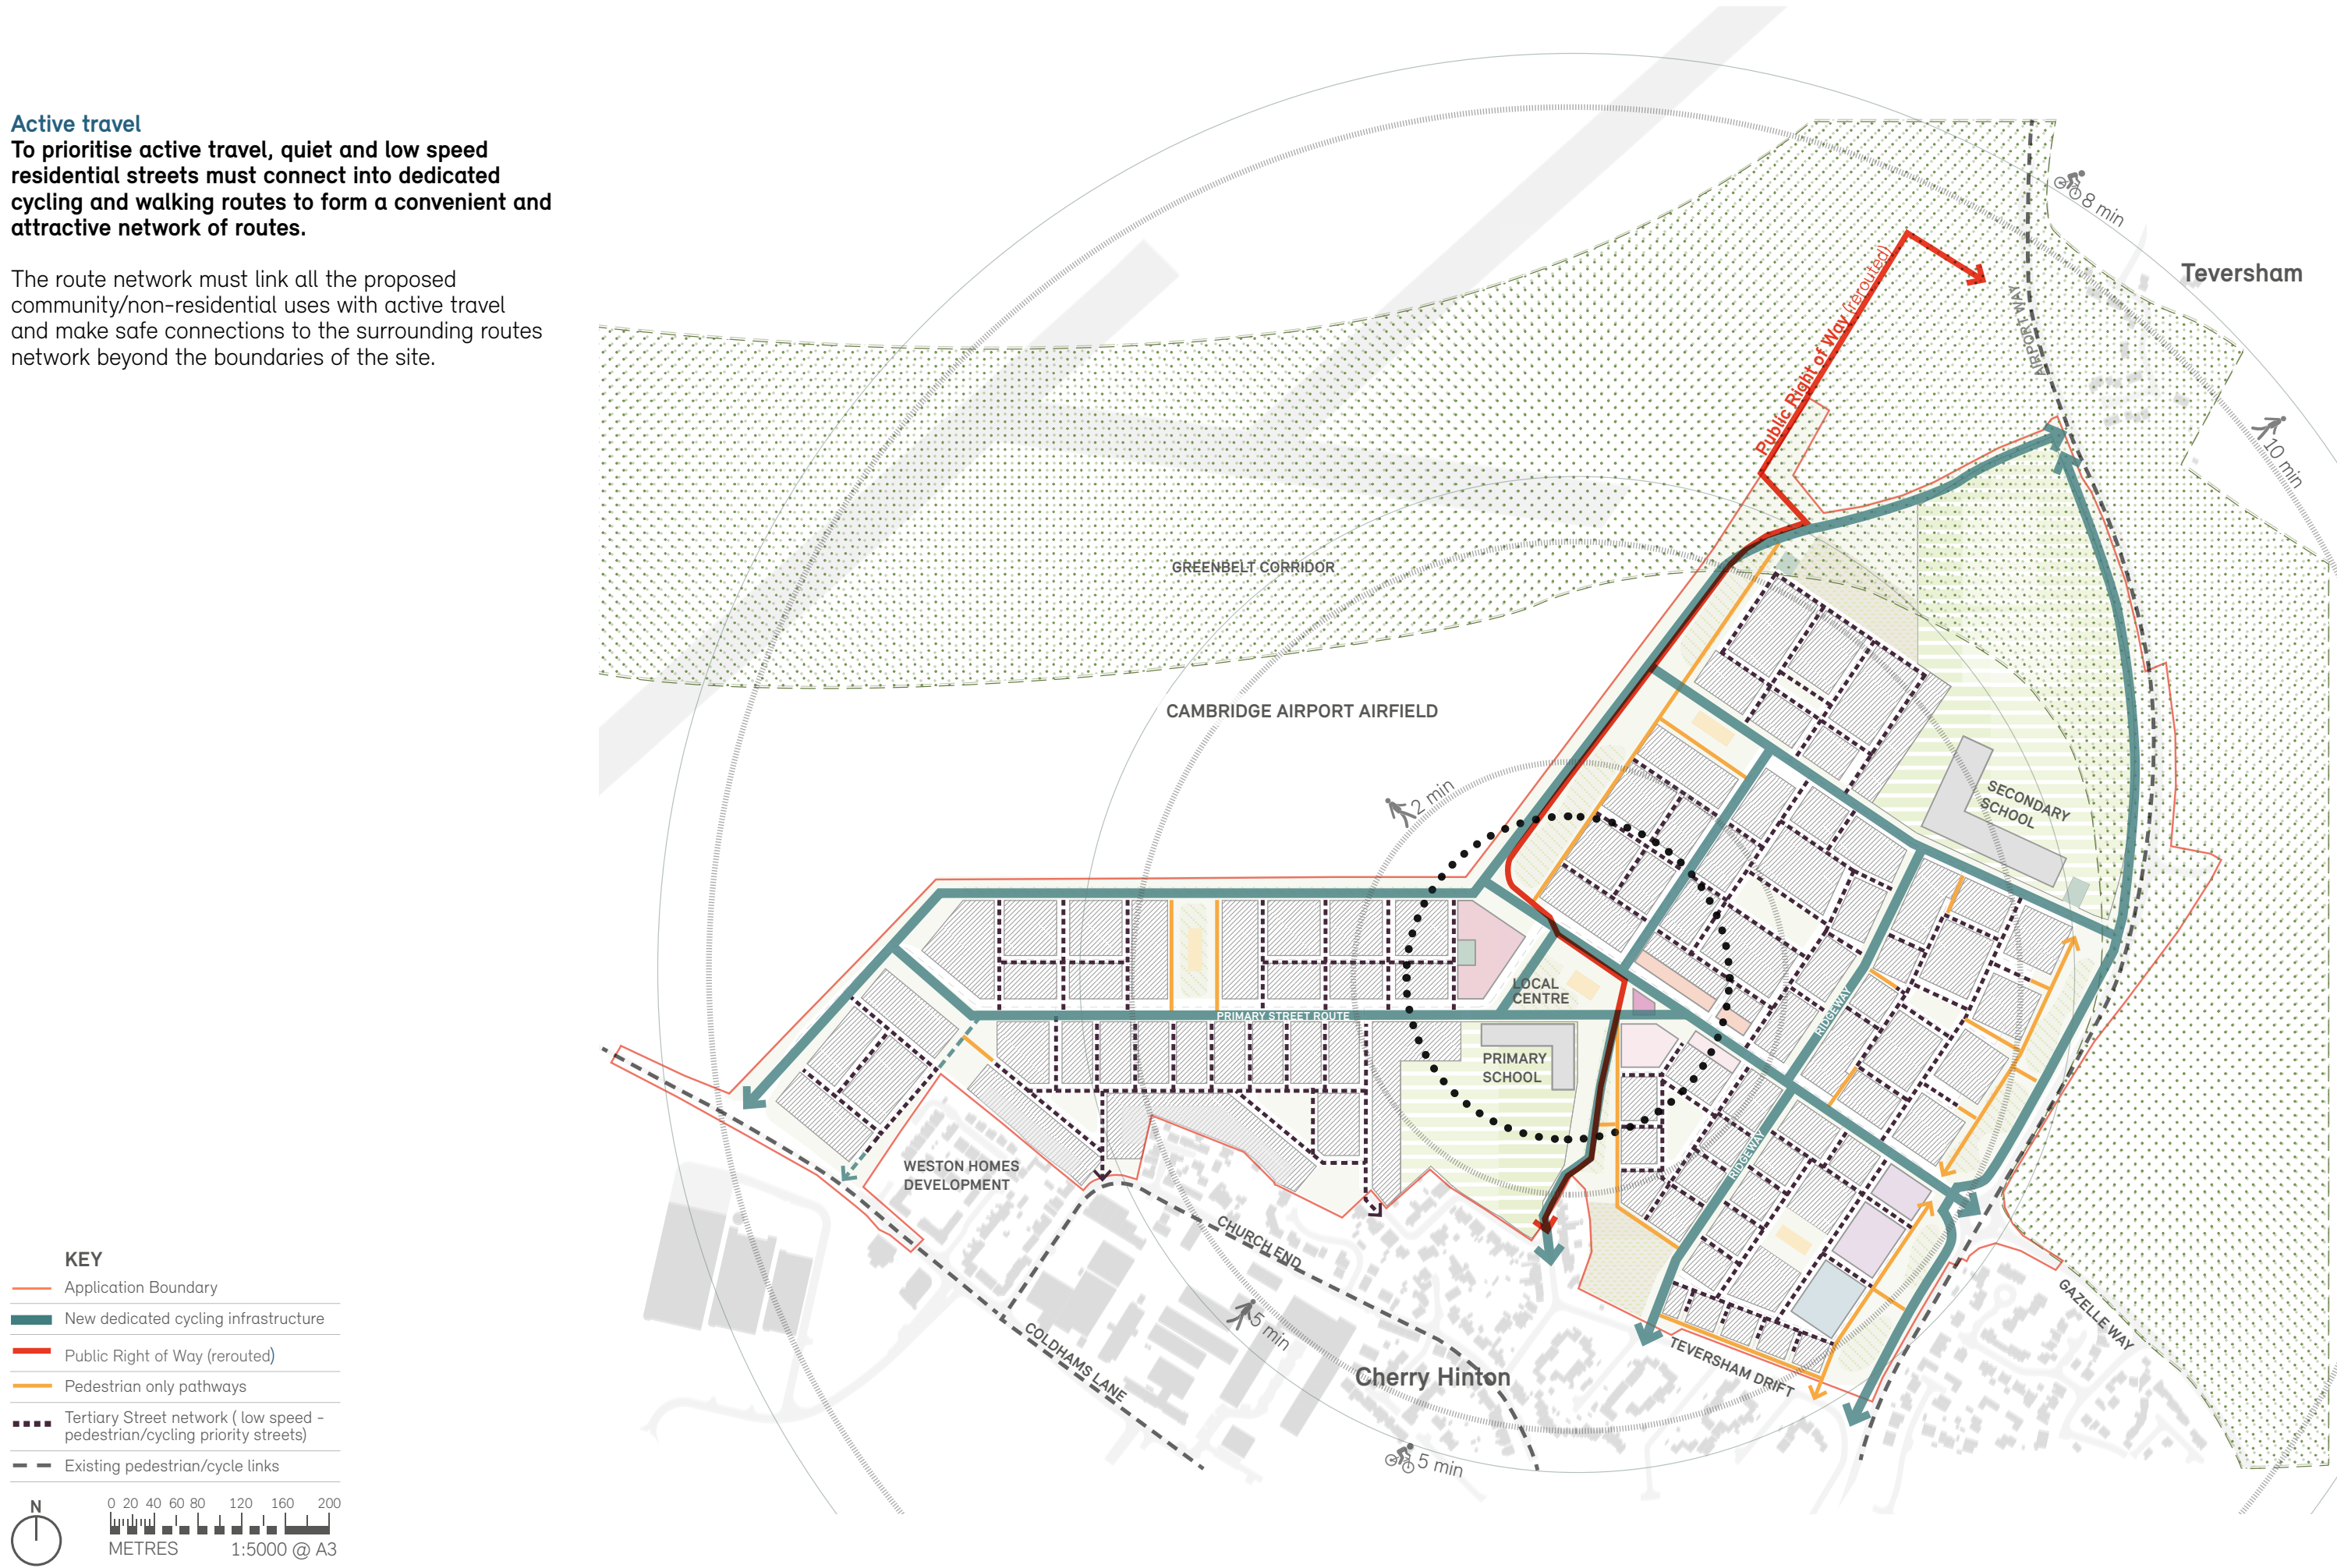 Active travel
To prioritise active travel, quiet and low speed
residential streets must connect into dedicated
cycling and walking routes to form a convenient and
attractive network of routes.
The route network must link all the proposed
community/non-residential uses with active travel
and make safe connections to the surrounding routes
network beyond the boundaries of the site.
8 min
Teversham
Public Right of Way (rerouted)
AIRPORT WAY
10 min
GREENBELT CORRIDOR
CAMBRIDGE AIRPORT AIRFIELD
2 min
SECONDARY
SCHOOL
LOCAL
CENTRE
PRIMARY STREET ROUTE
RIDGEWAY
PRIMARY
SCHOOL
RIDGEWAY
WESTON HOMES
DEVELOPMENT
CHURCH END
COLDHAMS LANE
5 min
Cherry Hinton
TEVERSHAM DRIFT
GAZELLE WAY
5 min
KEY
Application Boundary
New dedicated cycling infrastructure
Public Right of Way (rerouted)
Pedestrian only pathways
Tertiary Street network ( low speed -
pedestrian/cycling priority streets)
Existing pedestrian/cycle links
N
0 20 40 60 80 120 160 200
METRES 1:5000 @ A3